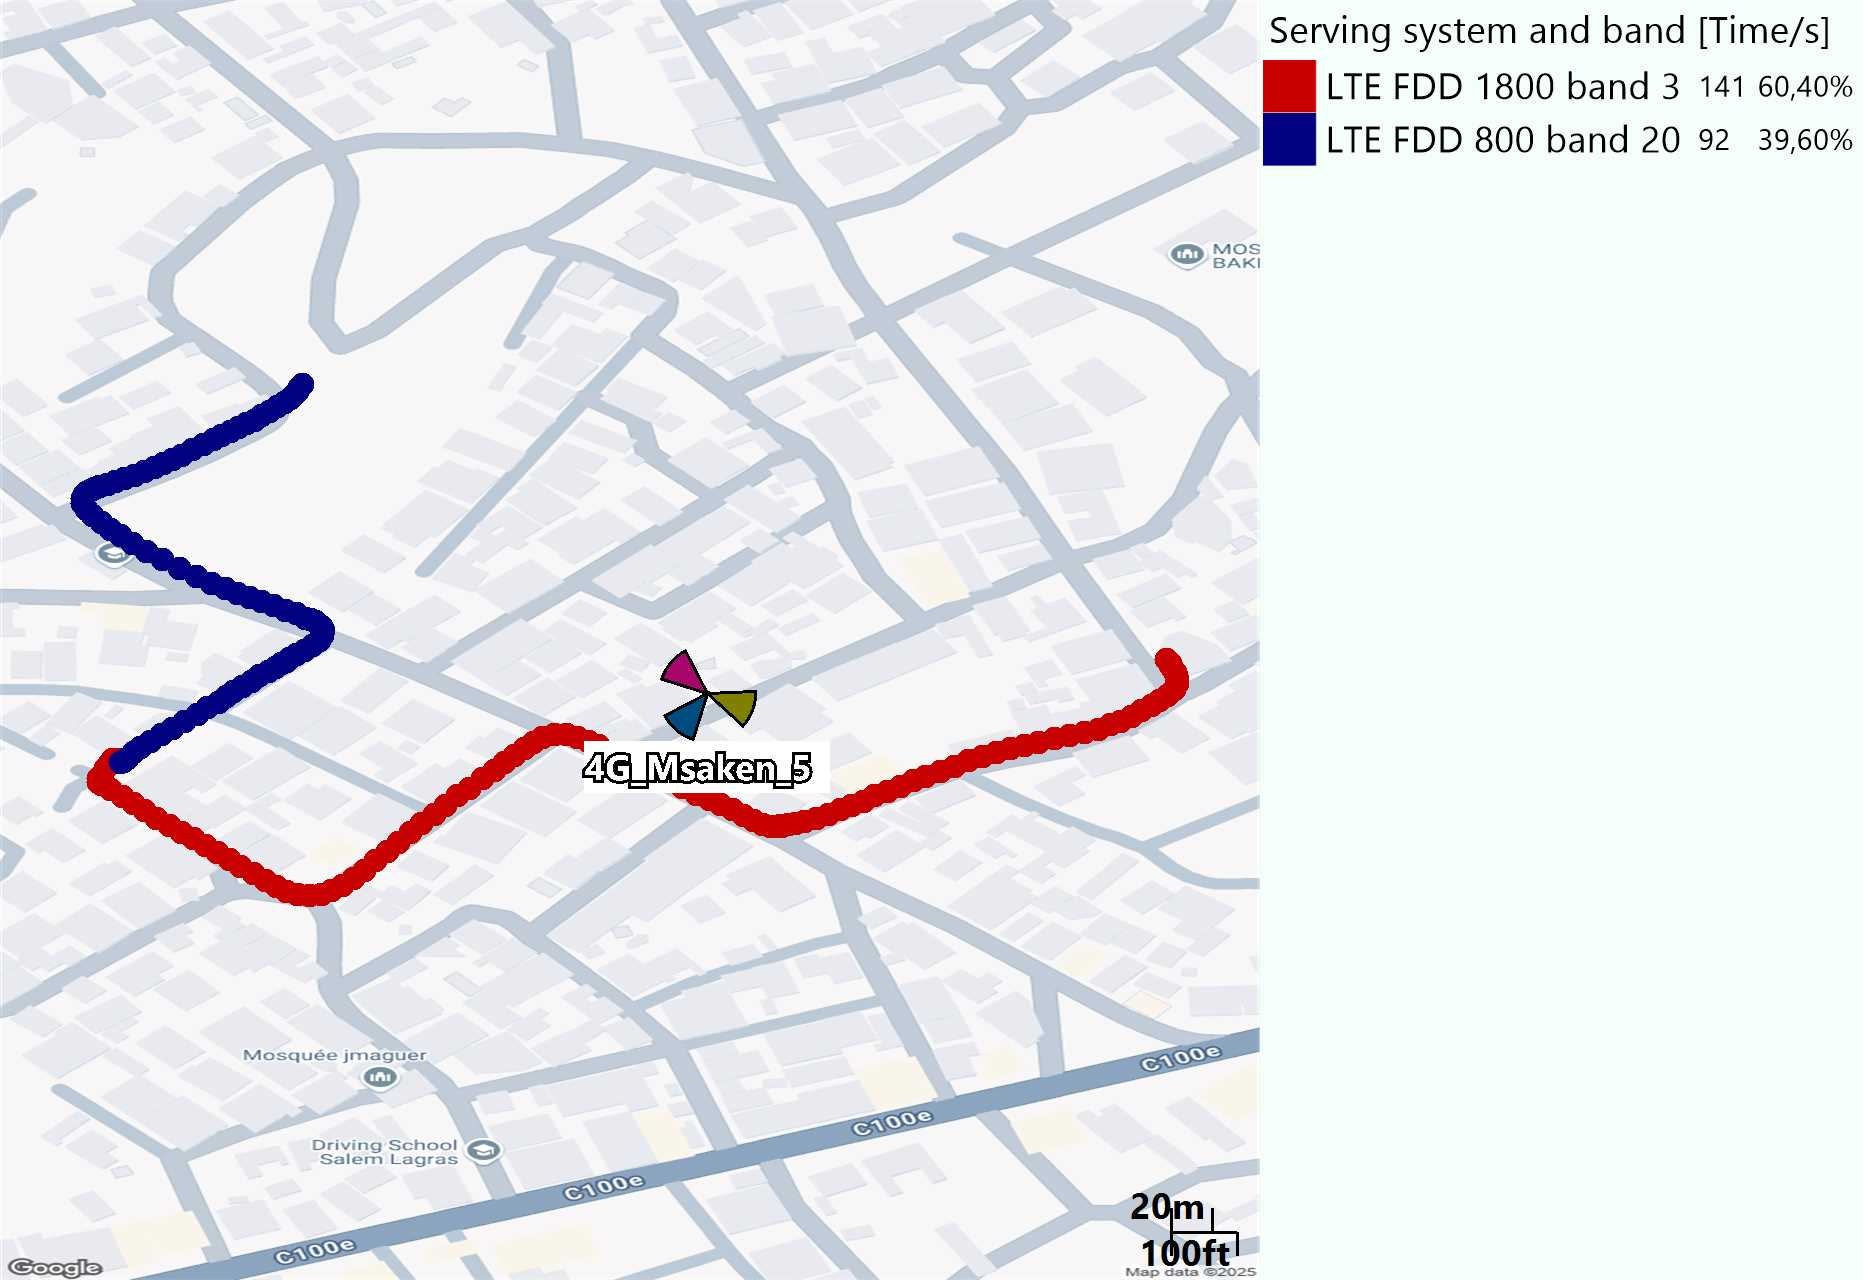 Serving system and band [Time/s]
LTE FDD 1800 band 3 141 60,40%
LTE FDD 800 band 20 92 39,60%
MOS
BAKI
4G_Msaken_5
Mosquée jmaguer
Driving School
Salem Lagras
C100e
C100e
C100e
C100e
20m
100ft
Google
Map data ©2025